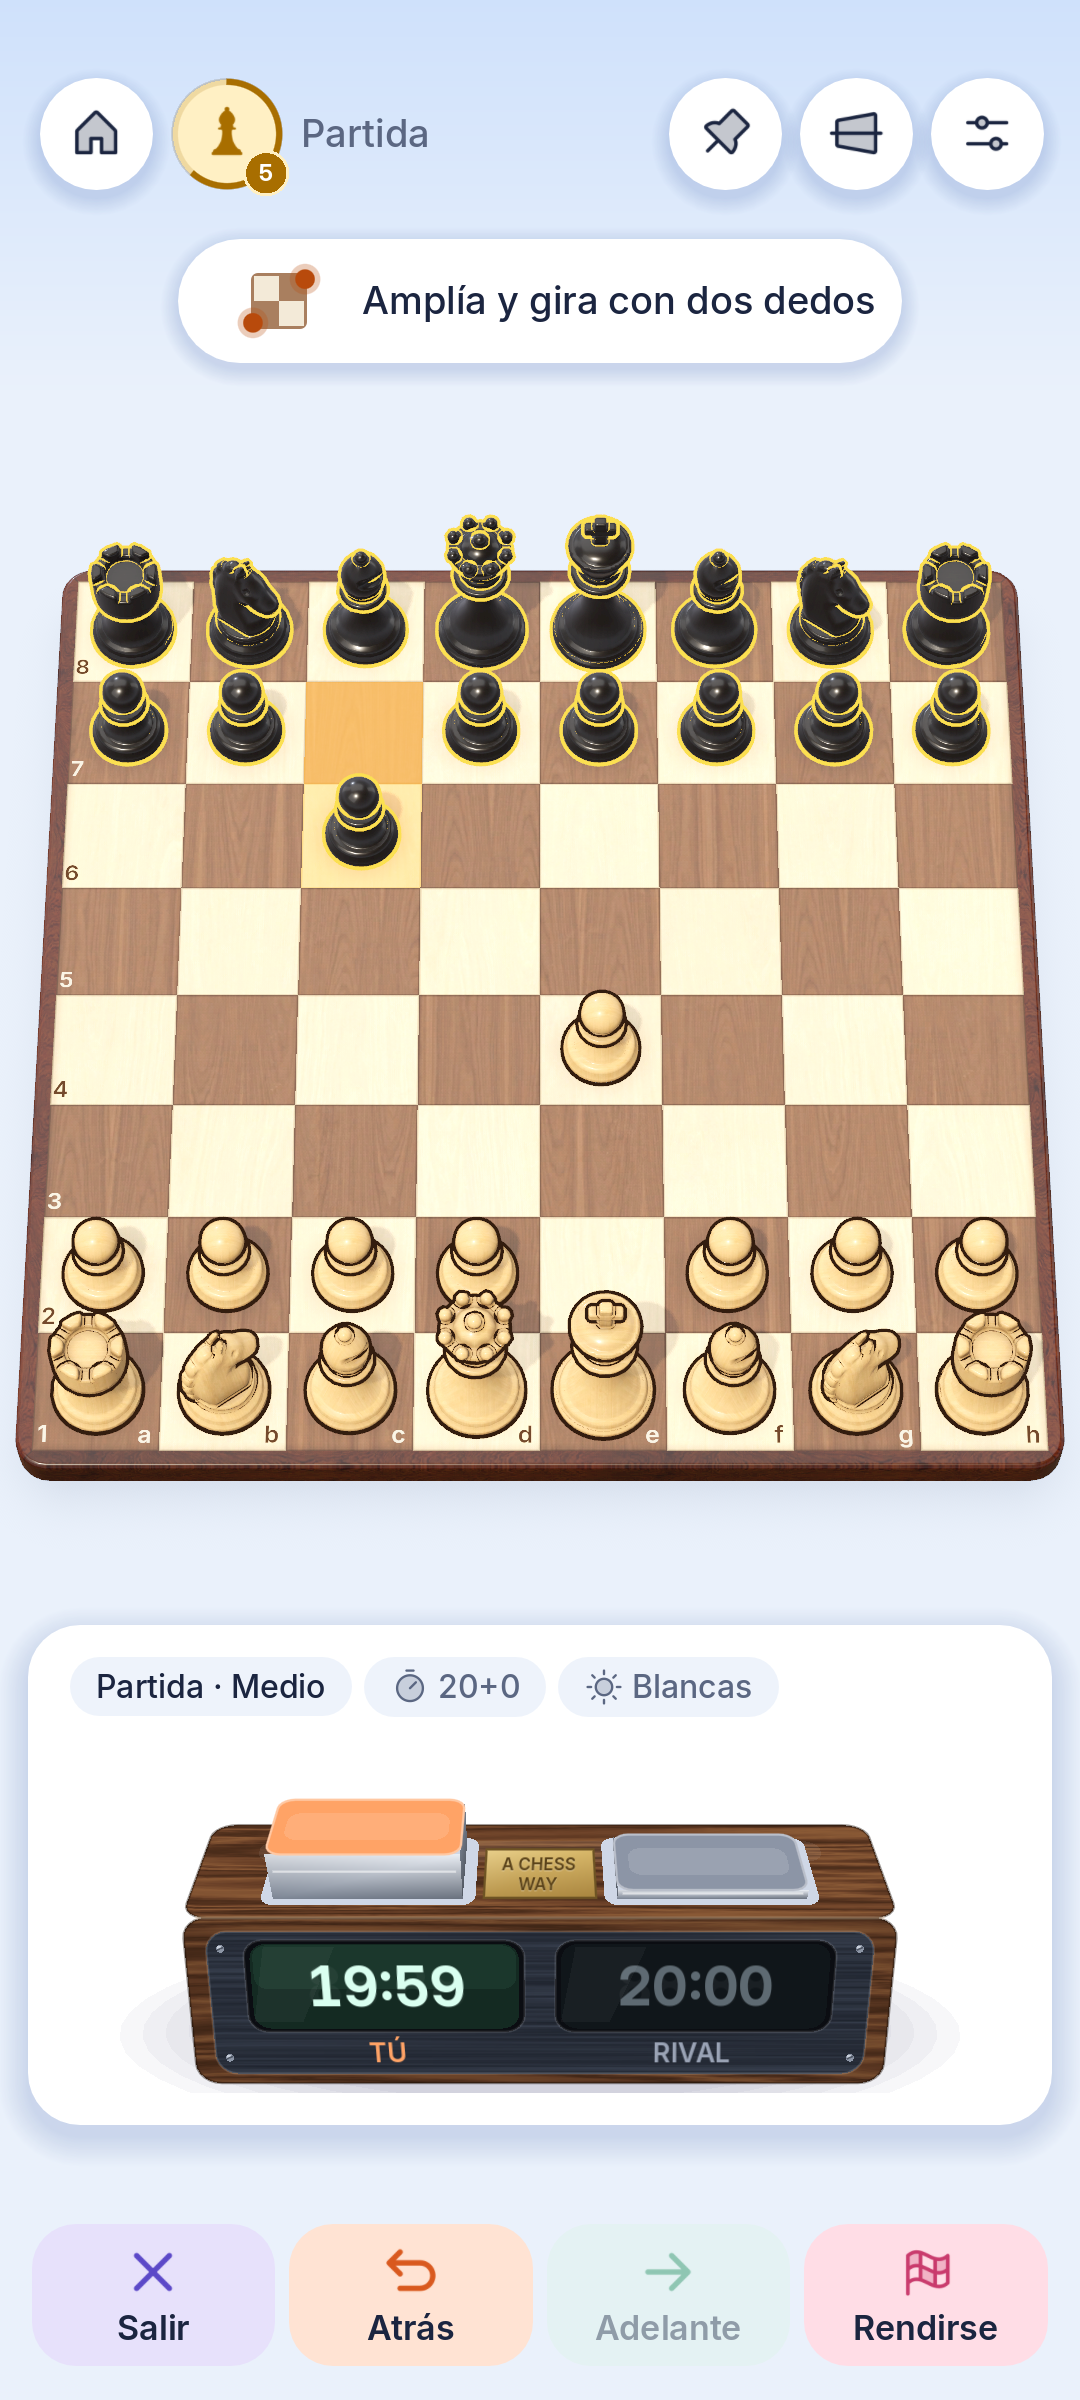 5
Partida
Amplía y gira con dos dedos
8
7
6
5
4
3
2
1 a b c d e f g h
Partida · Medio
20+0
Blancas
A CHESS
WAY
19:59
20:00
TÚ
RIVAL
Salir
Atrás
Adelante
Rendirse